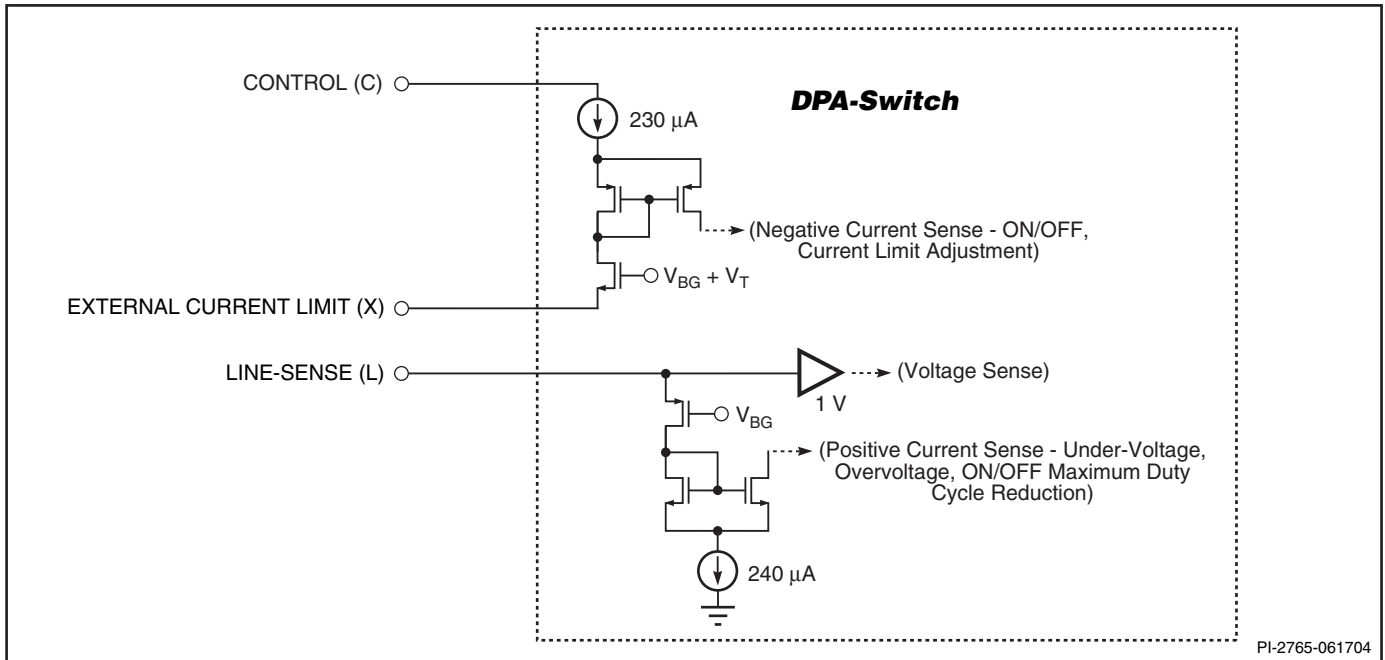 CONTROL (C)
DPA-Switch
230 μA
(Negative Current Sense - ON/OFF,
Current Limit Adjustment)
V_BG + V_T
EXTERNAL CURRENT LIMIT (X)
LINE-SENSE (L)
(Voltage Sense)
1 V
V_BG
(Positive Current Sense - Under-Voltage,
Overvoltage, ON/OFF Maximum Duty
Cycle Reduction)
240 μA
PI-2765-061704